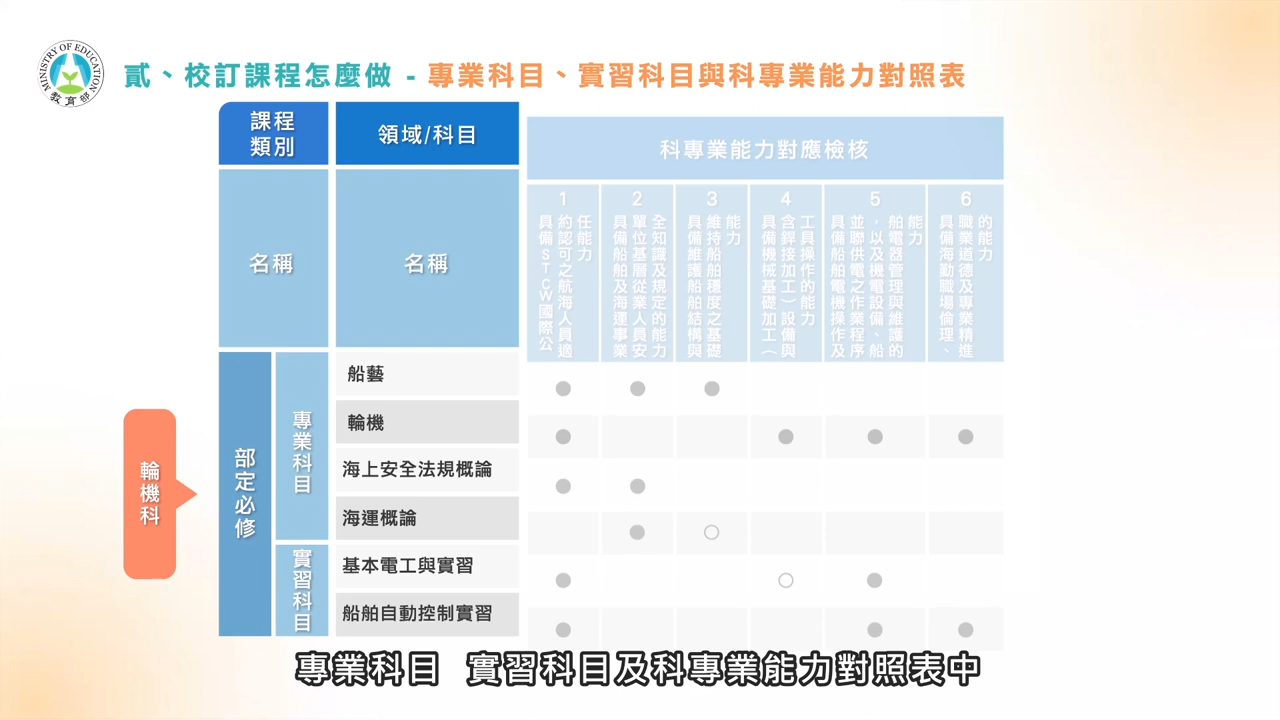 MINISTRY OF EDUCATION
教育部
貳、校訂課程怎麼做 - 專業科目、實習科目與科專業能力對照表
課程
類別
領域/科目
科專業能力對應檢核
名稱
名稱
1
具備STCW國際公
約認可之航海人員適
任能力
2
具備船舶及海運事業
單位基層從業人員安
全知識及規定的能力
3
具備維護船舶結構與
維持船舶穩度之基礎
能力
4
具備機械基礎加工(
含銲接加工)設備與
工具操作的能力
5
具備船舶電機操作及
並聯供電之作業程序
,以及機電設備、船
舶電器管理與維護的
能力
6
具備海勤職場倫理、
職業道德及專業精進
的能力
輪機科
部定必修
專業科目
船藝
輪機
海上安全法規概論
海運概論
實習科目
基本電工與實習
船舶自動控制實習
專業科目 實習科目及科專業能力對照表中